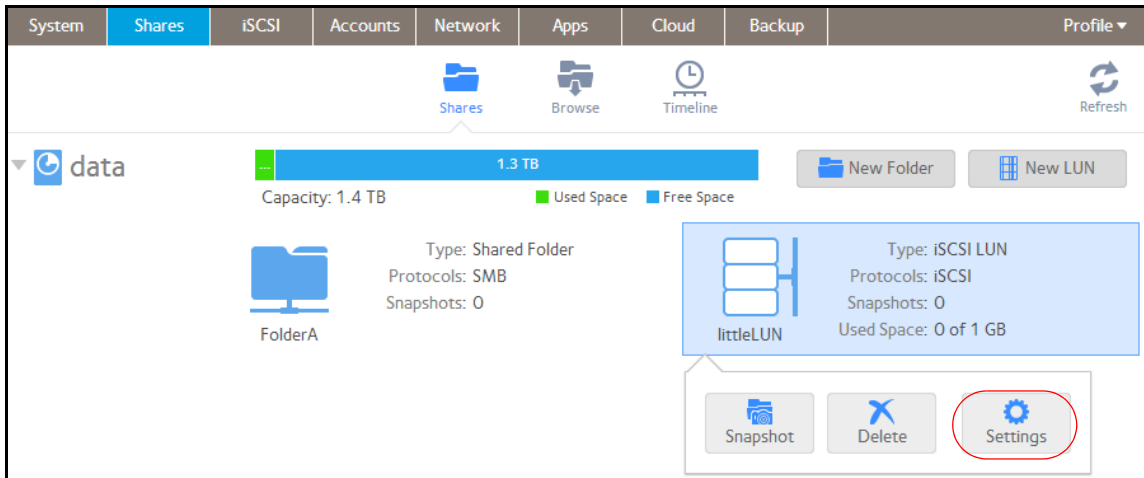 System Shares iSCSI Accounts Network Apps Cloud Backup Profile ▾
Shares Browse Timeline Refresh
data
... 1.3 TB
New Folder New LUN
Capacity: 1.4 TB Used Space Free Space
Type: Shared Folder
Protocols: SMB
Snapshots: 0
FolderA
Type: iSCSI LUN
Protocols: iSCSI
Snapshots: 0
Used Space: 0 of 1 GB
littleLUN
Snapshot Delete Settings